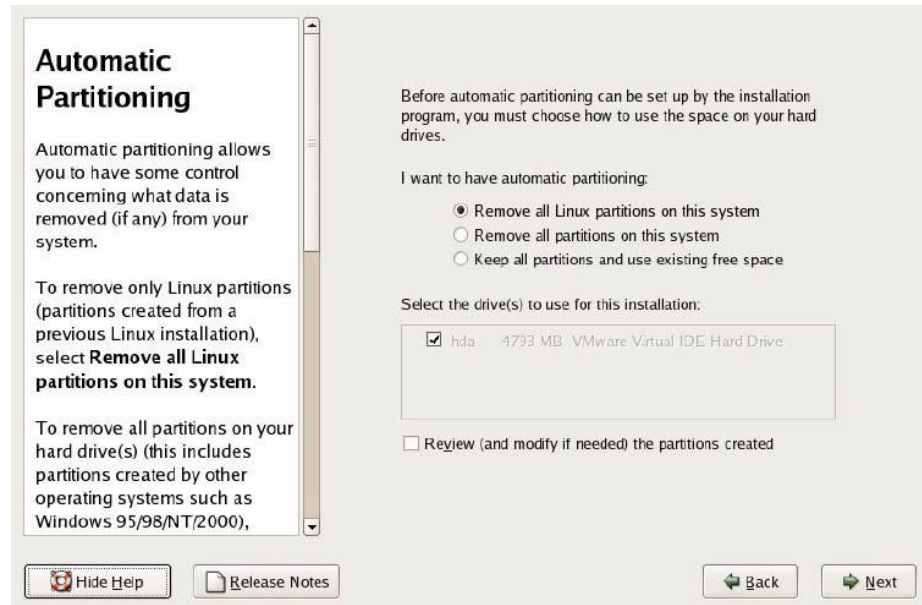 Automatic
Partitioning
Automatic partitioning allows
you to have some control
concerning what data is
removed (if any) from your
system.
To remove only Linux partitions
(partitions created from a
previous Linux installation),
select Remove all Linux
partitions on this system.
To remove all partitions on your
hard drive(s) (this includes
partitions created by other
operating systems such as
Windows 95/98/NT/2000),
Before automatic partitioning can be set up by the installation
program, you must choose how to use the space on your hard
drives.
I want to have automatic partitioning:
Remove all Linux partitions on this system
Remove all partitions on this system
Keep all partitions and use existing free space
Select the drive(s) to use for this installation:
hda 4793 MB VMware Virtual IDE Hard Drive
Review (and modify if needed) the partitions created
Hide Help
Release Notes
Back
Next